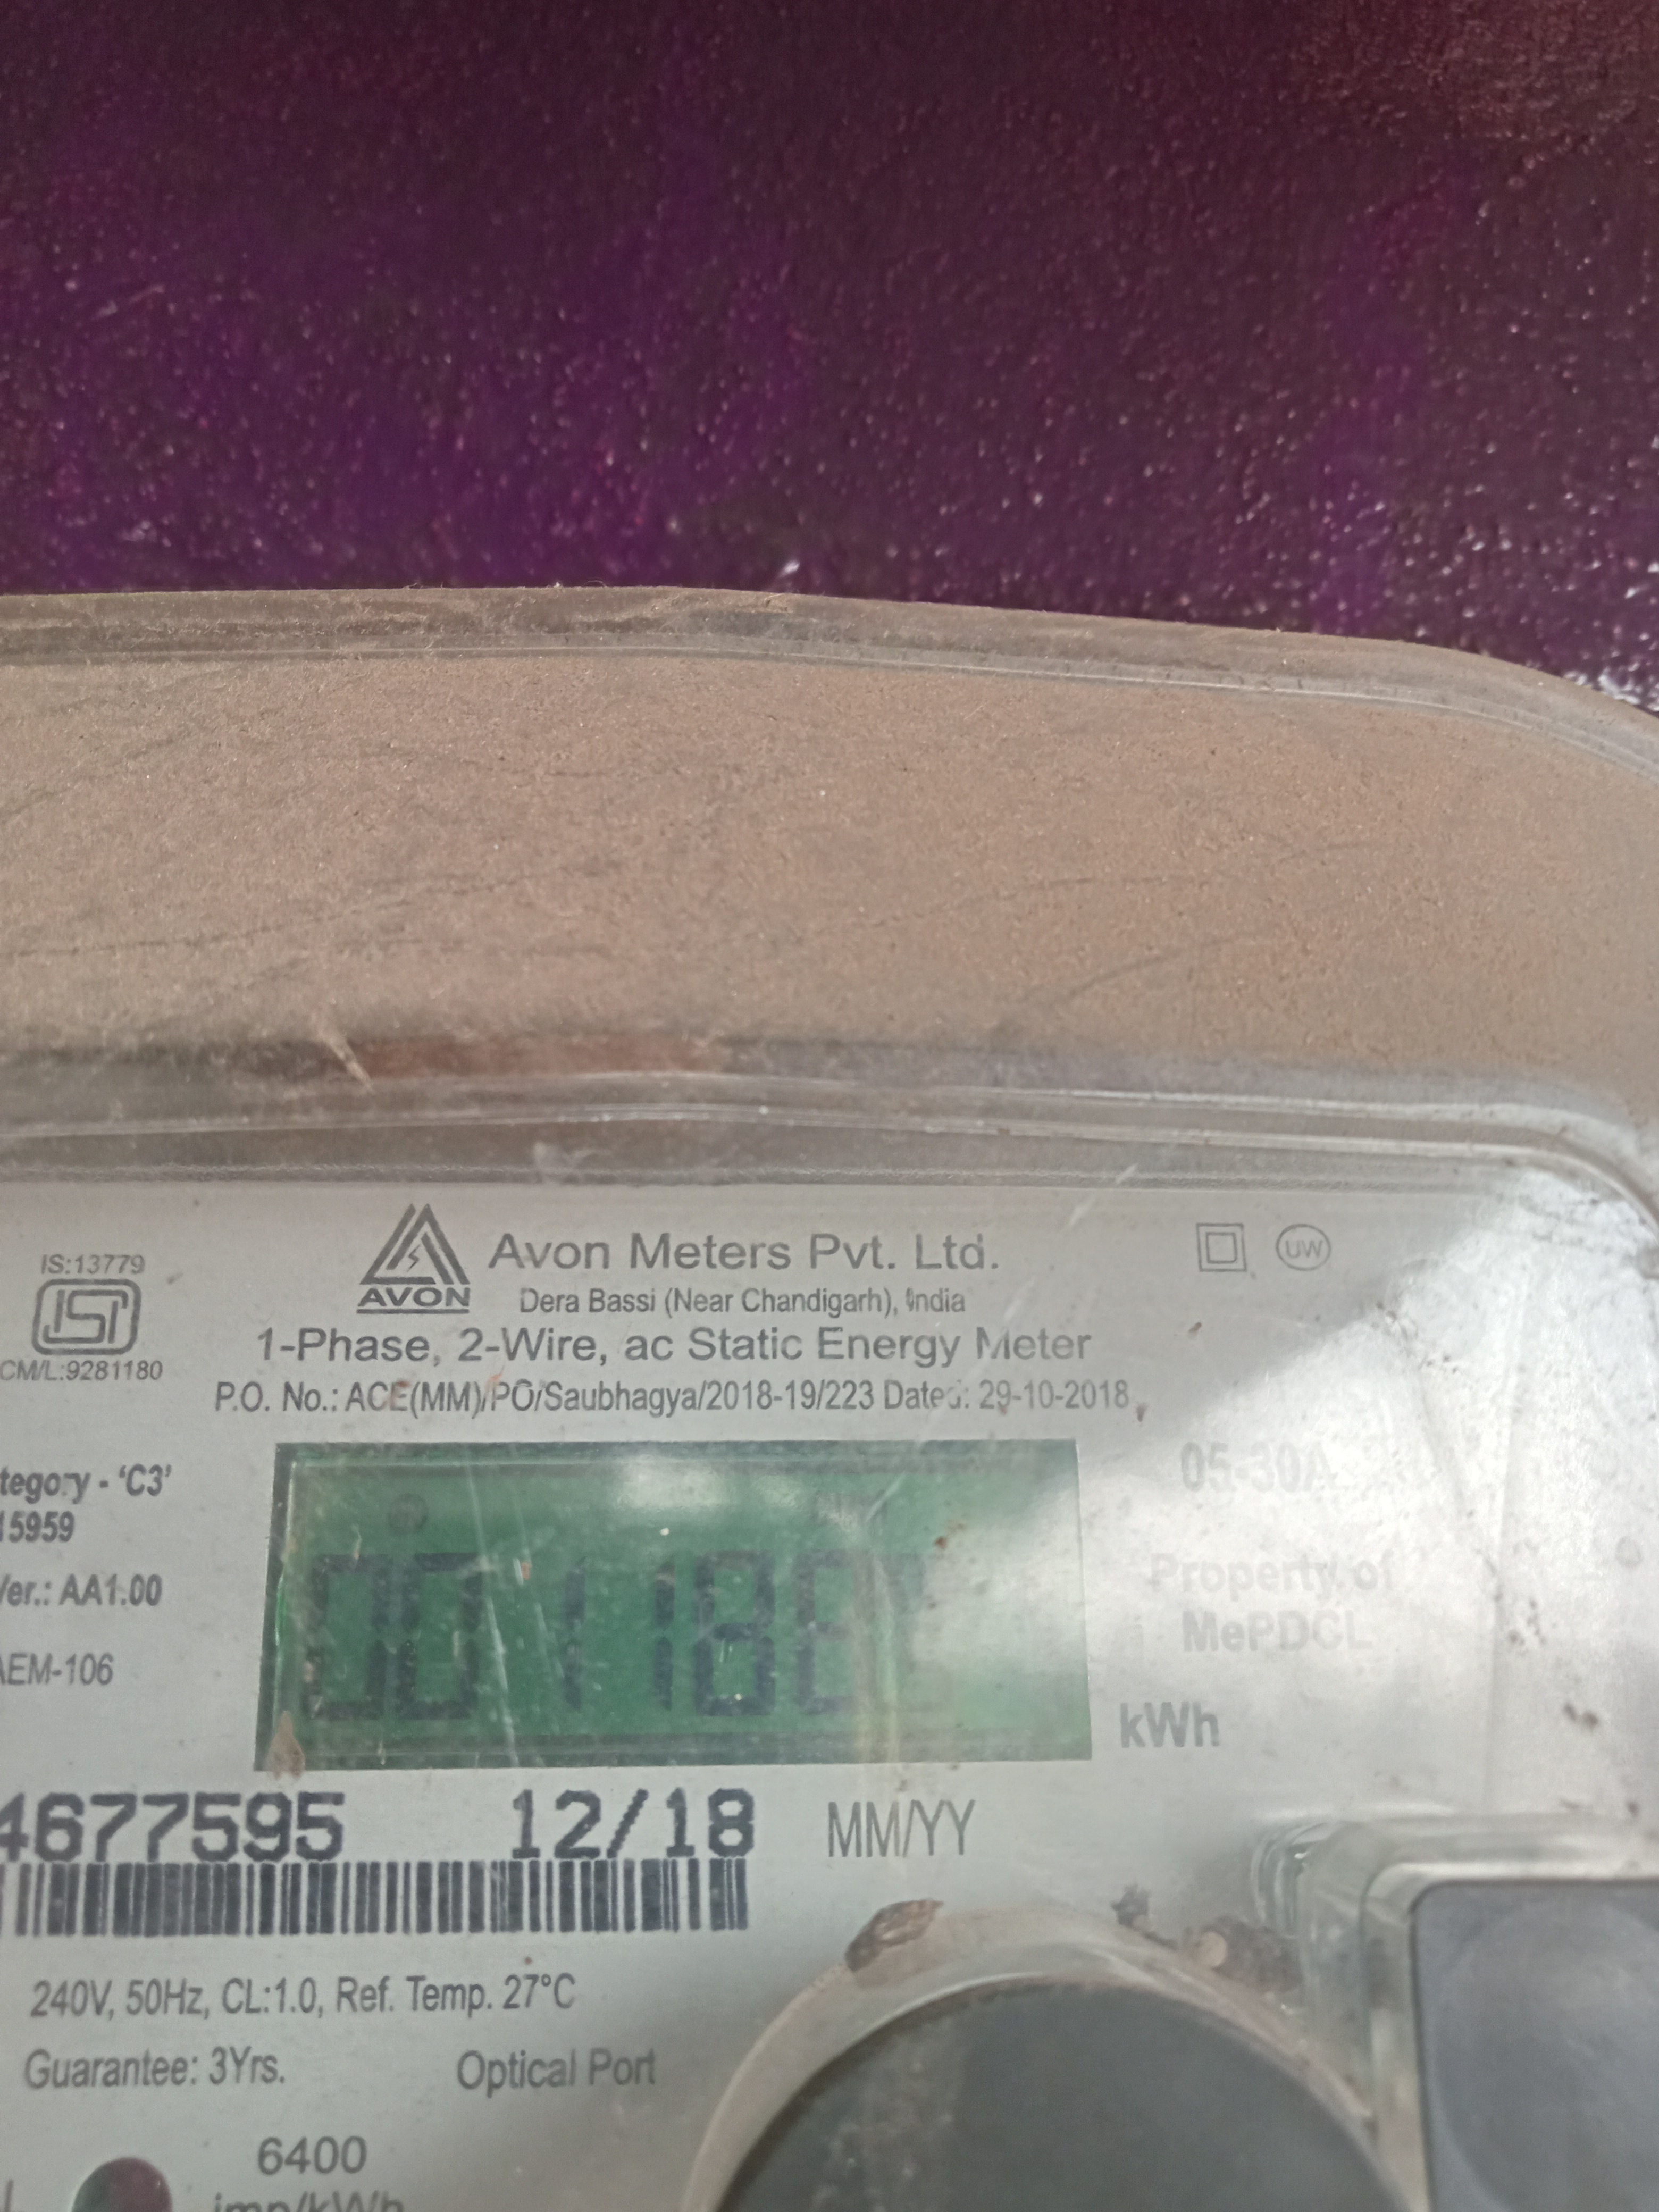 IS:13779
CM/L:9281180
AVON
Avon Meters Pvt. Ltd.
Dera Bassi (Near Chandigarh), India
1-Phase, 2-Wire, ac Static Energy Meter
P.O. No.: ACE(MM)/PO/Saubhagya/2018-19/223 Dated: 29-10-2018
UW
tegory - ‘C3’
15959
Ver.: AA1.00
AEM-106
05-30A
Property of
MePDCL
kWh
4677595 12/18 MM/YY
240V, 50Hz, CL:1.0, Ref. Temp. 27°C
Guarantee: 3Yrs. Optical Port
6400
imp/kWh